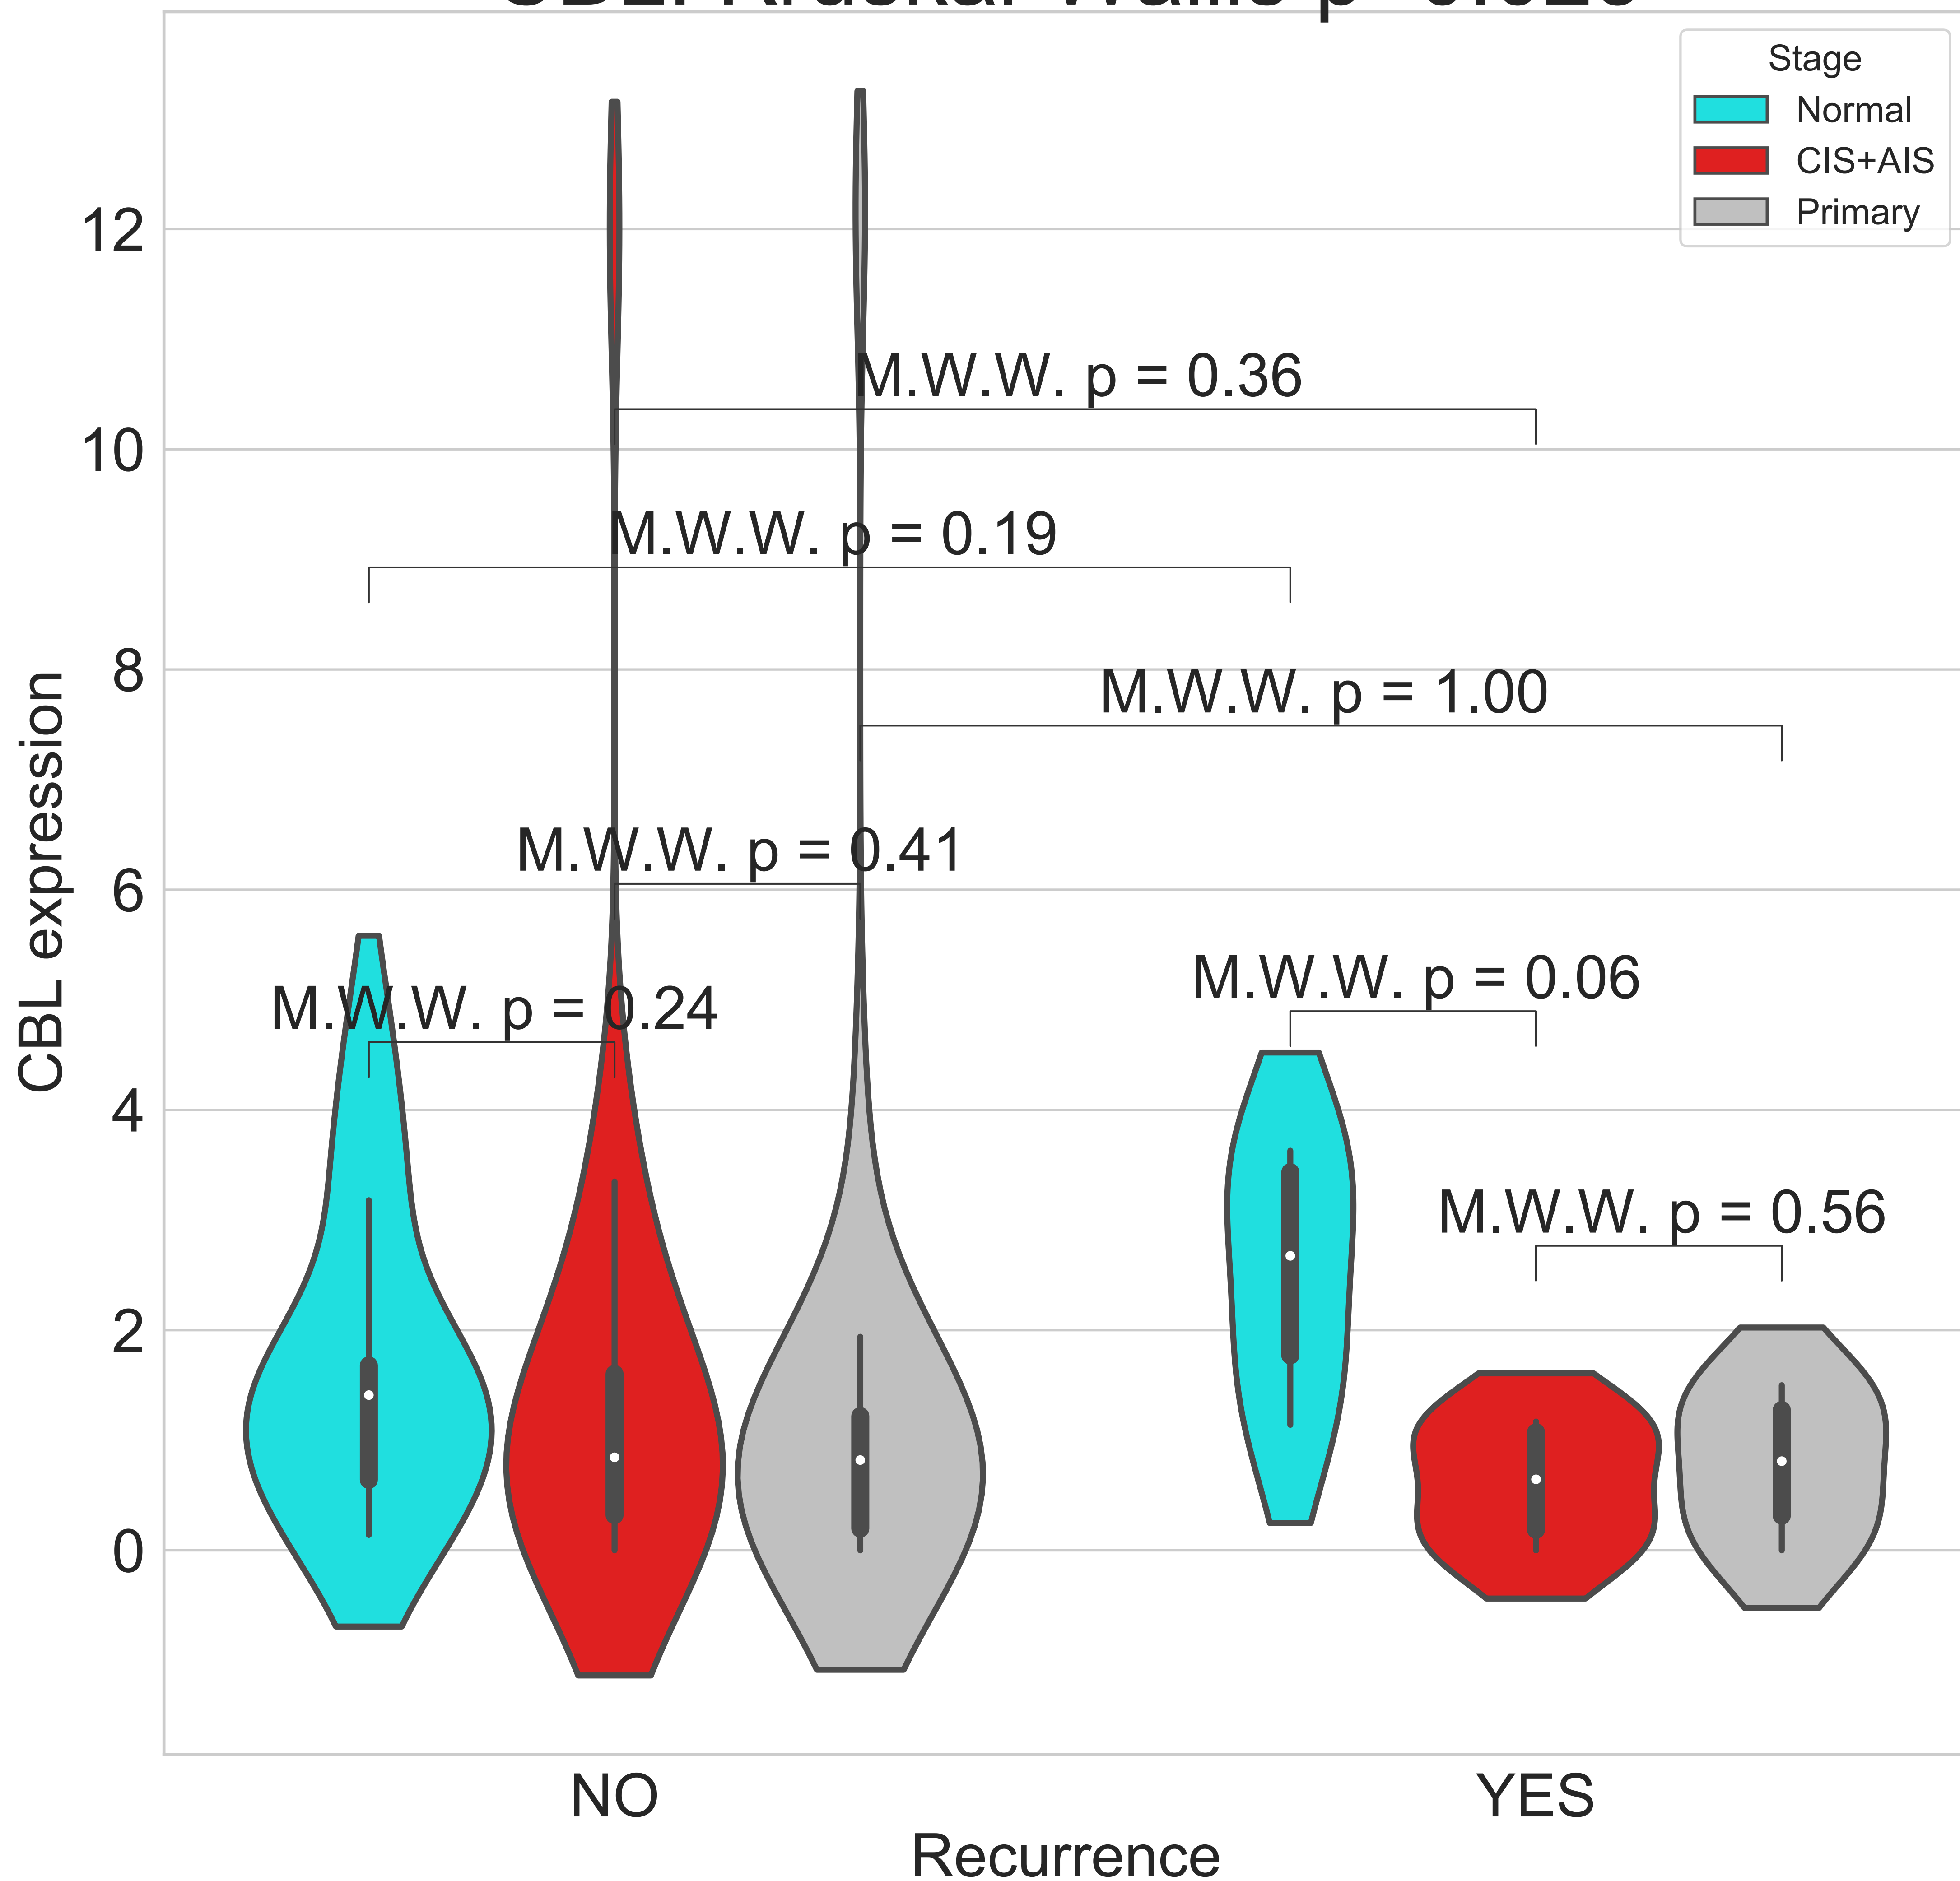 Stage
Normal
CIS+AIS
Primary
12
10
8
6
4
2
0
CBL expression
M.W.W. p = 0.36
M.W.W. p = 0.19
M.W.W. p = 1.00
M.W.W. p = 0.41
M.W.W. p = 0.24
M.W.W. p = 0.06
M.W.W. p = 0.56
NO
YES
Recurrence